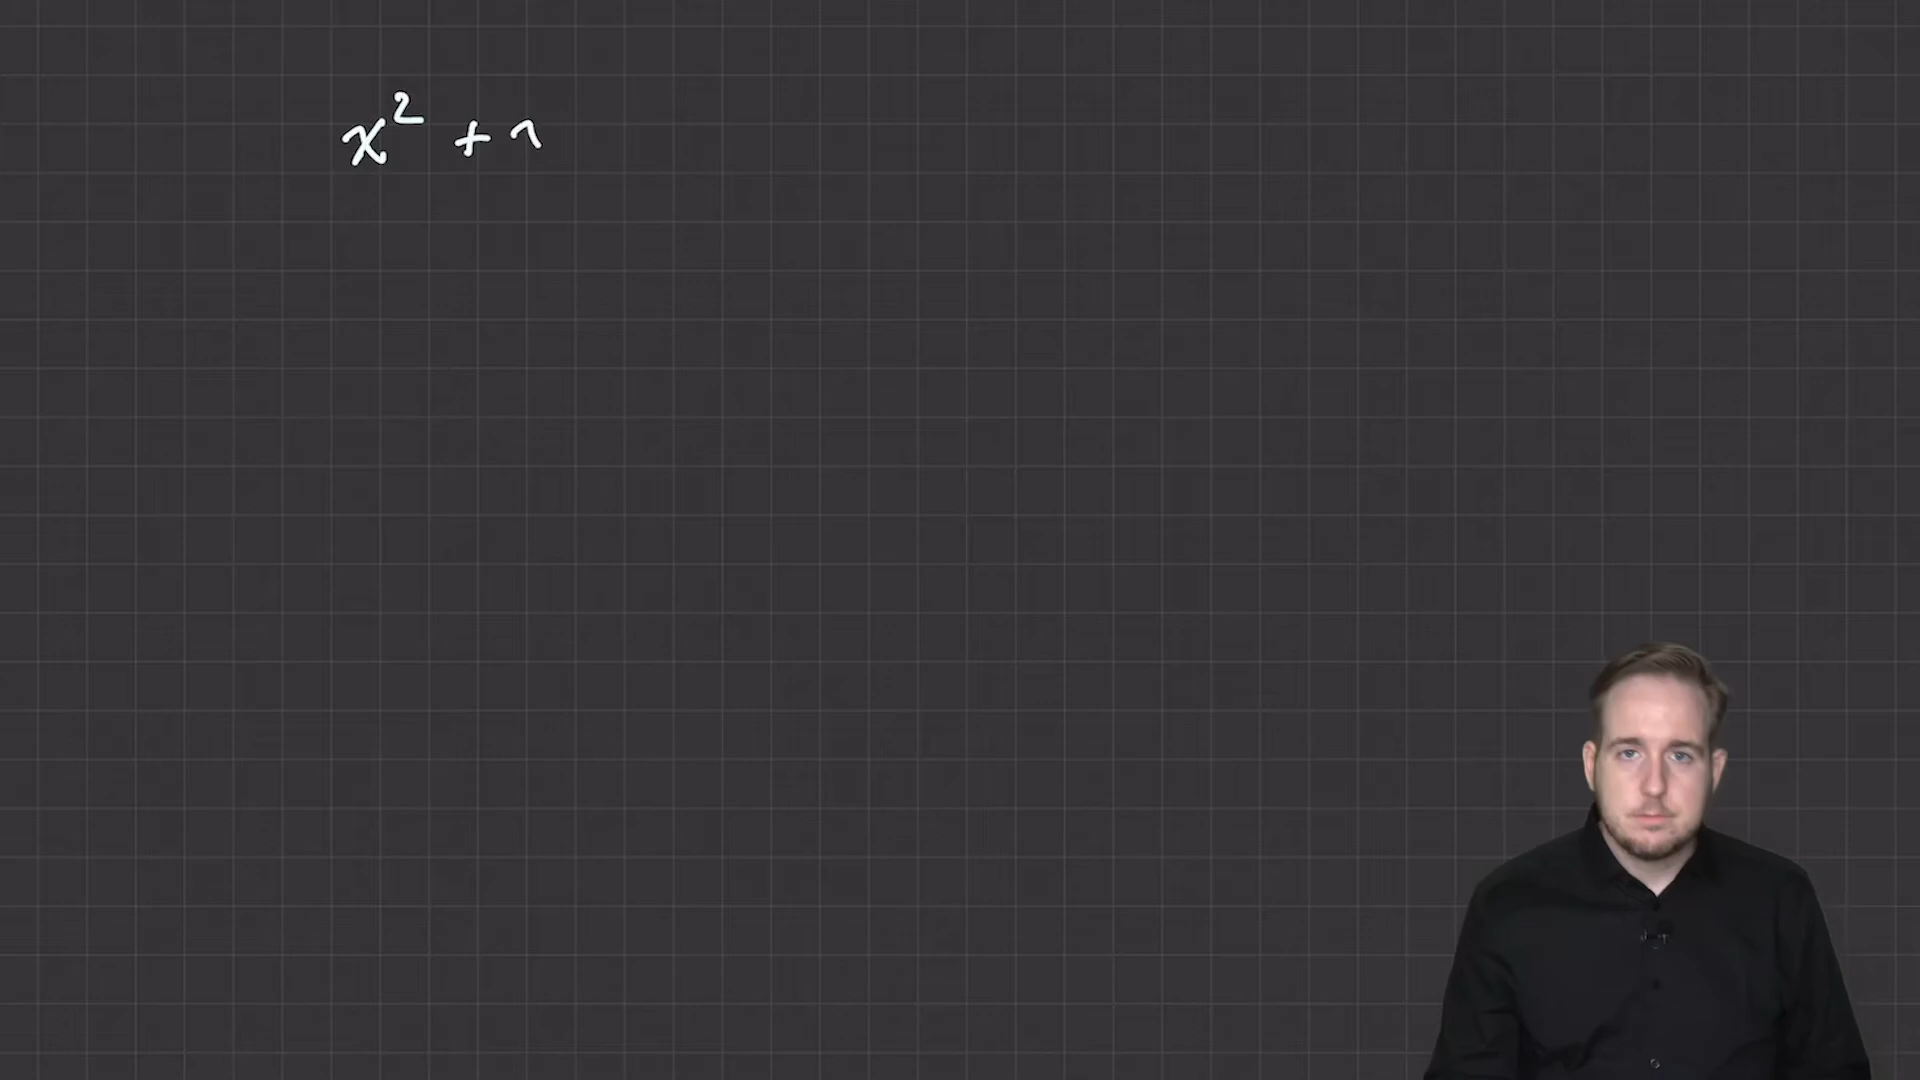 x² + 1